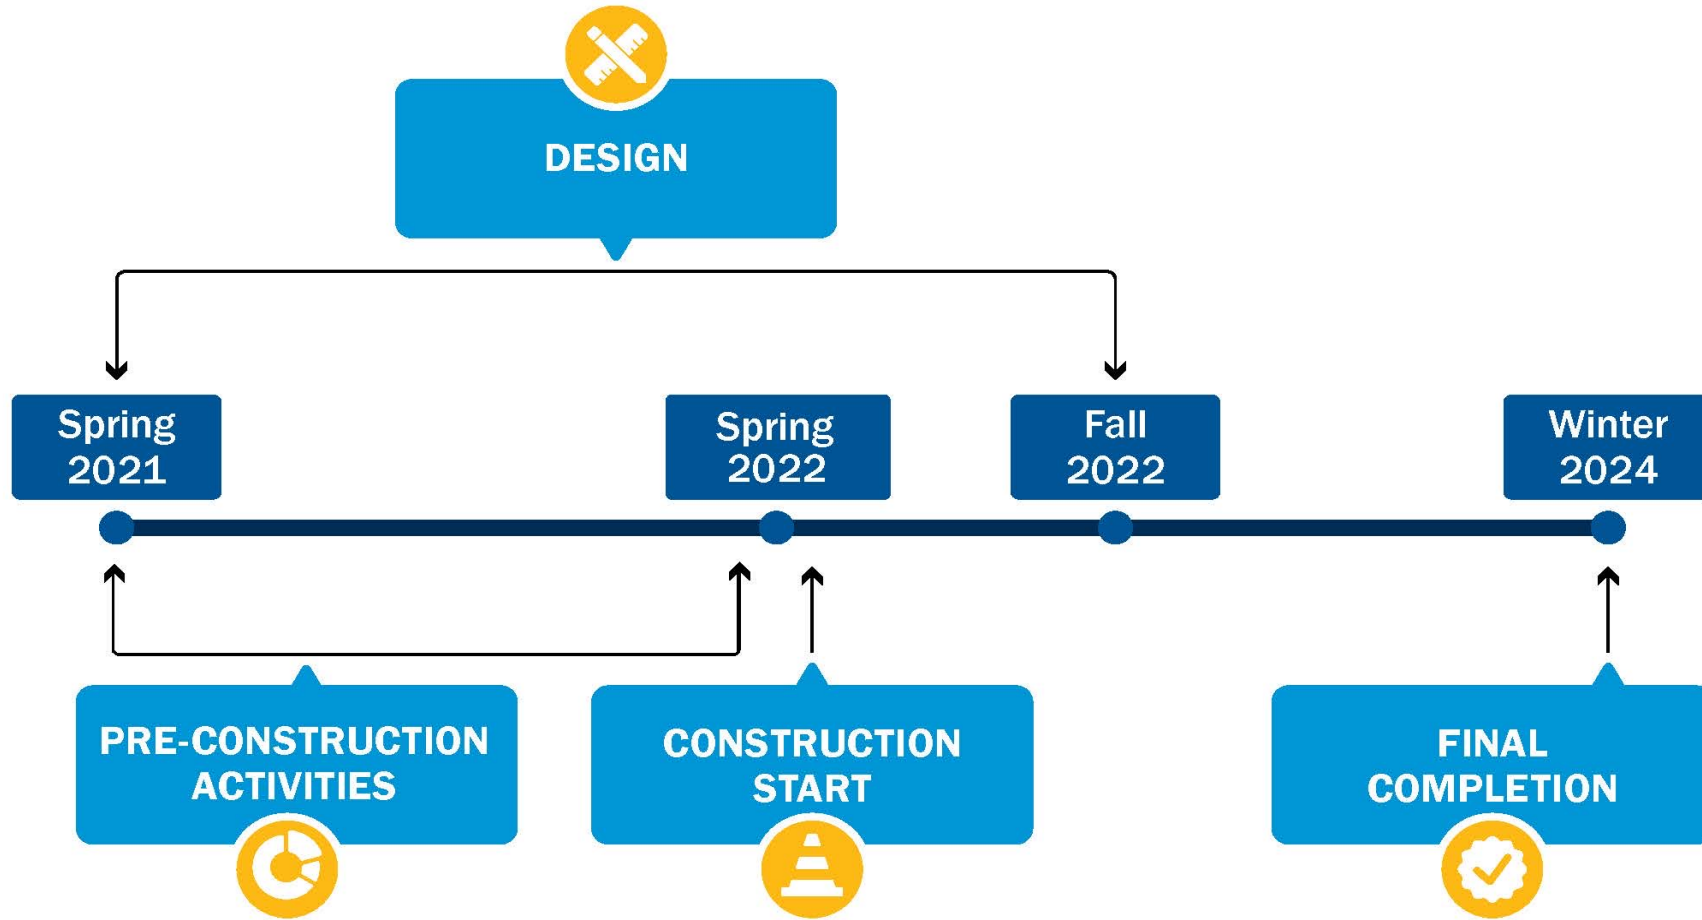 DESIGN
Spring
2021
Spring
2022
Fall
2022
Winter
2024
PRE-CONSTRUCTION
ACTIVITIES
CONSTRUCTION
START
FINAL
COMPLETION